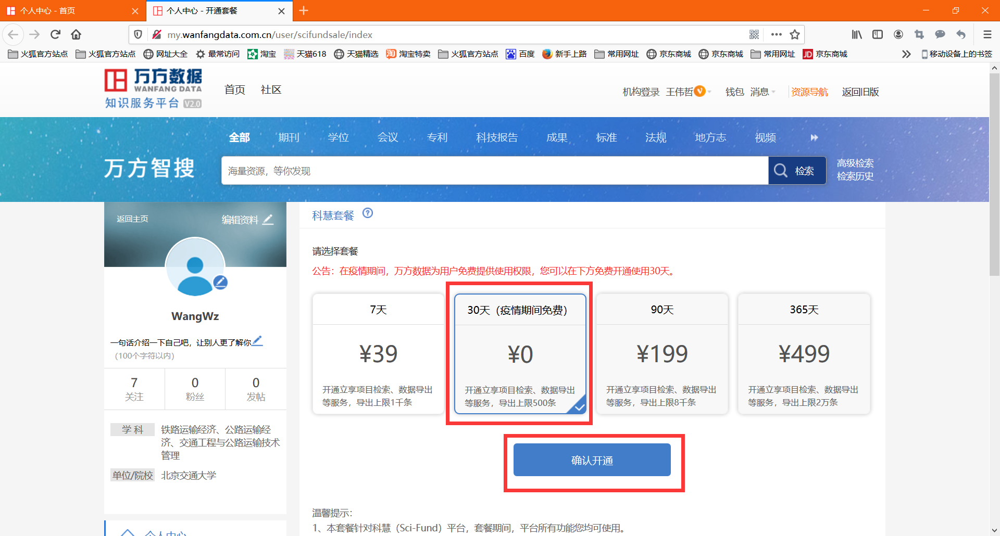 个人中心 - 首页
个人中心 - 开通套餐
my.wanfangdata.com.cn/user/scifundsale/index
火狐官方站点 火狐官方站点 网址大全 最常访问 淘宝 天猫618 天猫精选 淘宝特卖 火狐官方站点 百度 新手上路 常用网址 京东商城 京东商城 常用网址 JD 京东商城 移动设备上的书签
万方数据
WANFANG DATA
知识服务平台 V2.0
首页 社区
机构登录 王伟哲 V 钱包 消息 资源导航 返回旧版
全部 期刊 学位 会议 专利 科技报告 成果 标准 法规 地方志 视频
万方智搜
海量资源，等你发现
检索
高级检索
检索历史
返回主页 编辑资料
WangWz
一句话介绍一下自己吧，让别人更了解你
（100个字符以内）
7 0 0
关注 粉丝 发帖
学 科 铁路运输经济、公路运输经
济、交通工程与公路运输技术
管理
单位/院校 北京交通大学
个人中心
科慧套餐 ?
请选择套餐
公告：在疫情期间，万方数据为用户免费提供使用权限，您可以在下方免费开通使用30天。
7天
¥39
开通立享项目检索、数据导出
等服务，导出上限1千条
30天（疫情期间免费）
¥0
开通立享项目检索、数据导出
等服务，导出上限500条
90天
¥199
开通立享项目检索、数据导出
等服务，导出上限8千条
365天
¥499
开通立享项目检索、数据导出
等服务，导出上限2万条
确认开通
温馨提示：
1、本套餐针对科慧（Sci-Fund）平台，套餐期间，平台所有功能您均可使用。